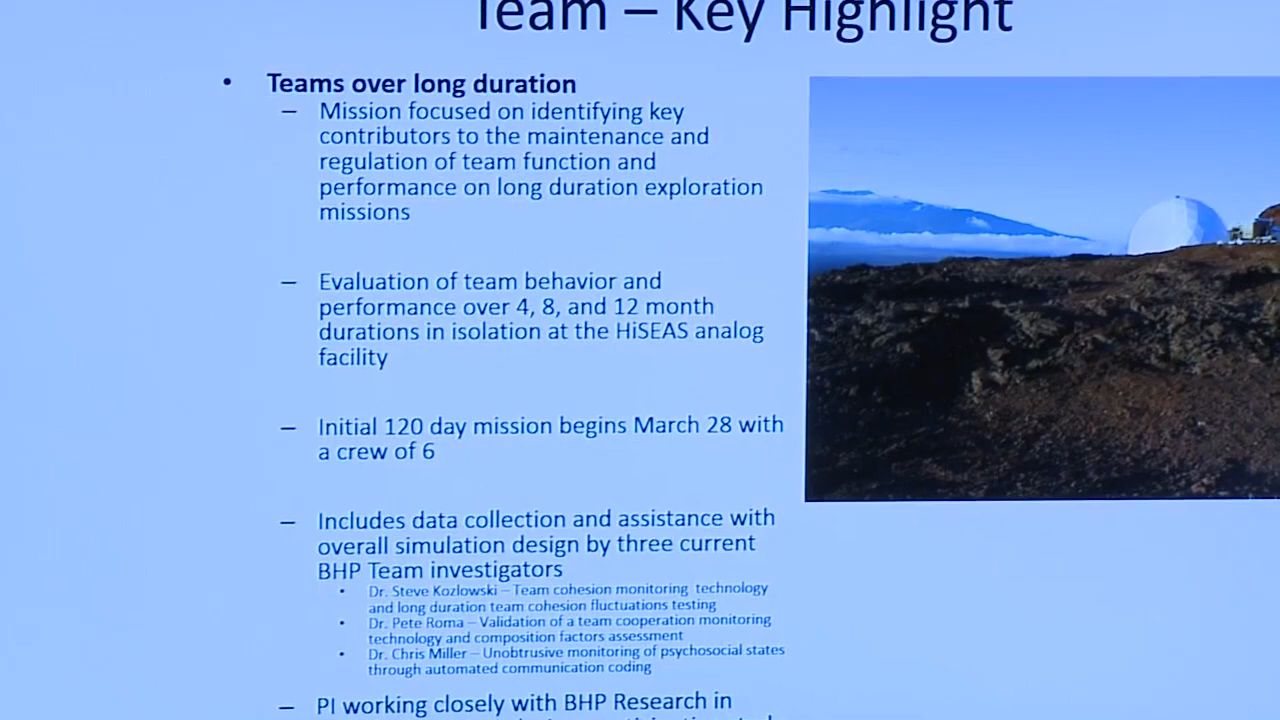 Team – Key Highlight
• Teams over long duration
– Mission focused on identifying key
contributors to the maintenance and
regulation of team function and
performance on long duration exploration
missions
– Evaluation of team behavior and
performance over 4, 8, and 12 month
durations in isolation at the HiSEAS analog
facility
– Initial 120 day mission begins March 28 with
a crew of 6
– Includes data collection and assistance with
overall simulation design by three current
BHP Team investigators
• Dr. Steve Kozlowski – Team cohesion monitoring technology
and long duration team cohesion fluctuations testing
• Dr. Pete Roma – Validation of a team cooperation monitoring
technology and composition factors assessment
• Dr. Chris Miller – Unobtrusive monitoring of psychosocial states
through automated communication coding
– PI working closely with BHP Research in